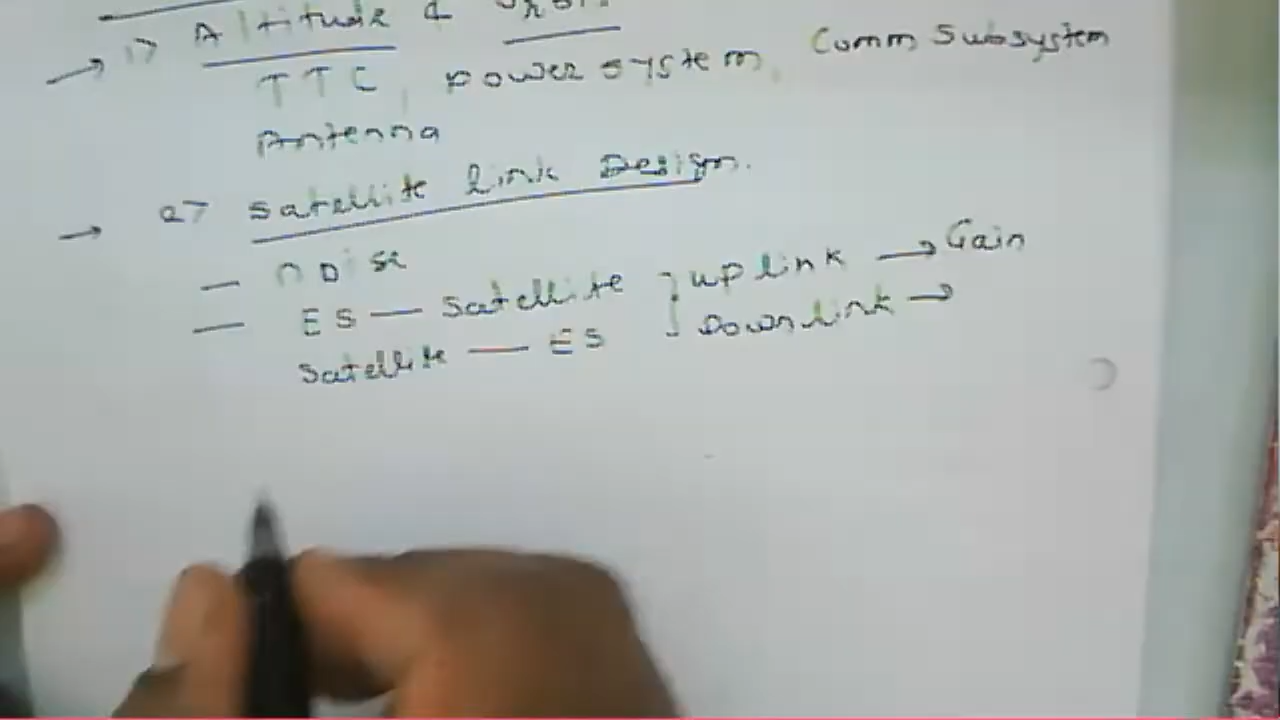 → 1) Altitude &
TTC, power system, Comm Subsystem
Antenna
→ 2) Satellite link Design.
— noise
— ES — Satellite } uplink → Gain
Satellite — ES } Downlink →